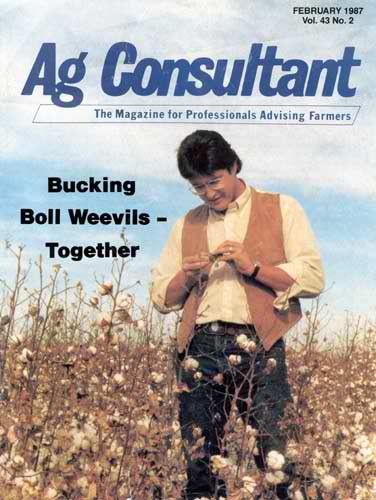 FEBRUARY 1987
Vol. 43 No. 2
Ag Consultant
The Magazine for Professionals Advising Farmers
Bucking
Boll Weevils –
Together